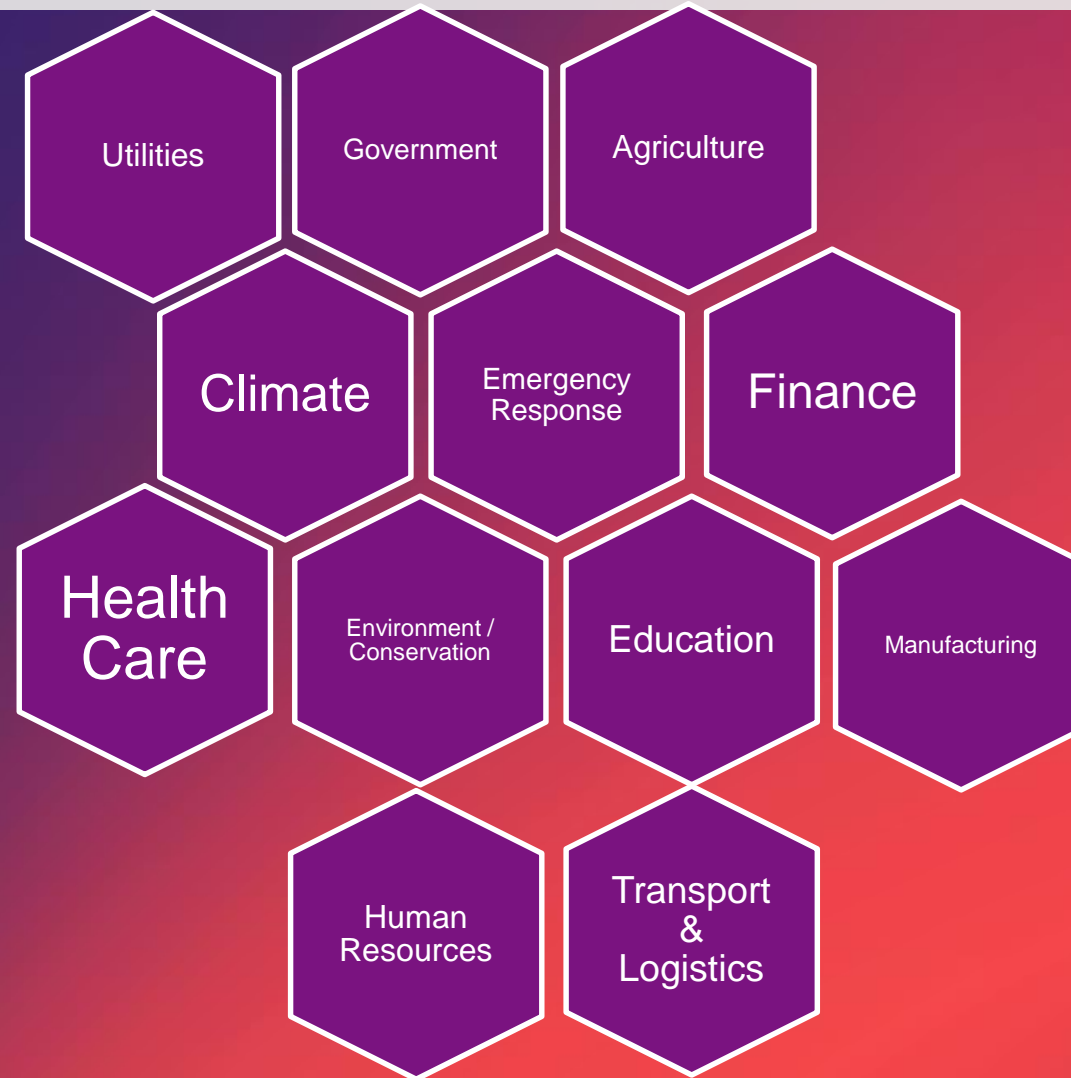 Utilities
Government
Agriculture
Climate
Emergency
Response
Finance
Health
Care
Environment /
Conservation
Education
Manufacturing
Human
Resources
Transport
&
Logistics